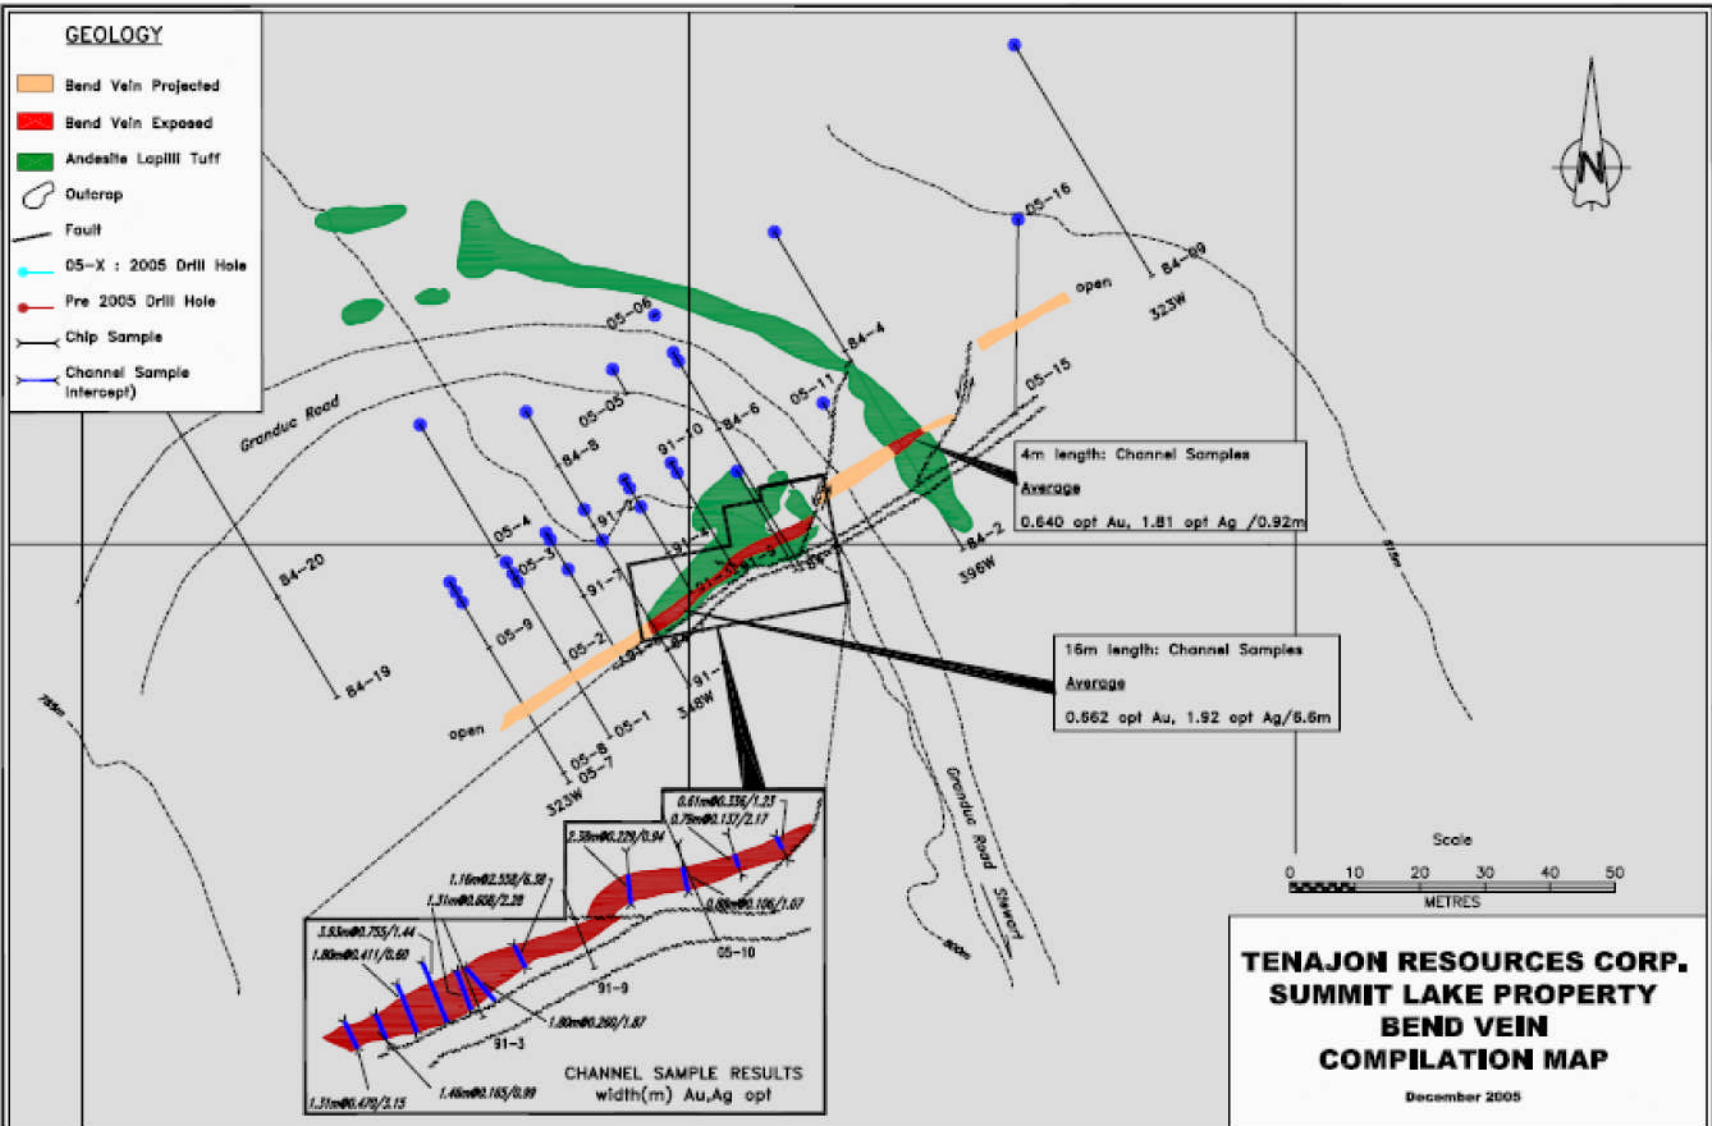 GEOLOGY
Bend Vein Projected
Bend Vein Exposed
Andesite Lapilli Tuff
Outcrop
Fault
05-X : 2005 Drill Hole
Pre 2005 Drill Hole
Chip Sample
Channel Sample
Intercept)
Granduc Road
N
84-09
323W
05-16
open
84-4
05-06
05-05
05-11
05-15
84-6
91-10
84-8
91-2
91-4
05-4
05-3
91-7
84-20
84-19
05-9
05-2
84-2
396W
4m length: Channel Samples
Average
0.640 opt Au, 1.81 opt Ag /0.92m
16m length: Channel Samples
Average
0.662 opt Au, 1.92 opt Ag/6.6m
91-
348W
open
05-1
05-8
05-7
323W
515m
Granduc Road
Stewart
800m
0.61m@0.336/1.23
0.79m@0.137/2.17
2.38m@0.229/0.94
1.16m@2.558/6.38
1.31m@0.608/2.28
3.93m@0.755/1.44
1.80m@0.411/0.60
0.88m@0.106/1.07
05-10
91-9
1.80m@0.260/1.87
91-3
1.46m@0.165/0.99
1.31m@0.470/3.15
CHANNEL SAMPLE RESULTS
width(m) Au,Ag opt
Scale
0 10 20 30 40 50
METRES
TENAJON RESOURCES CORP.
SUMMIT LAKE PROPERTY
BEND VEIN
COMPILATION MAP
December 2005